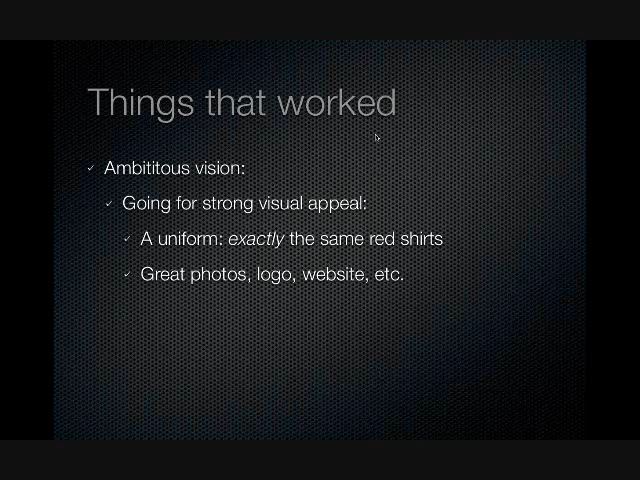 Things that worked
Ambititous vision:
Going for strong visual appeal:
A uniform: exactly the same red shirts
Great photos, logo, website, etc.